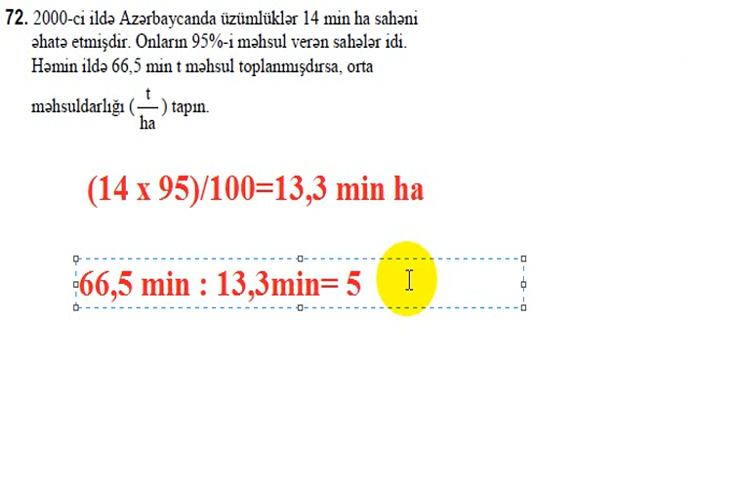 72. 2000-ci ildə Azərbaycanda üzümlüklər 14 min ha sahəni
əhatə etmişdir. Onların 95%-i məhsul verən sahələr idi.
Həmin ildə 66,5 min t məhsul toplanmışdırsa, orta
məhsuldarlığı (t/ha) tapın.
(14 x 95)/100=13,3 min ha
66,5 min : 13,3min= 5